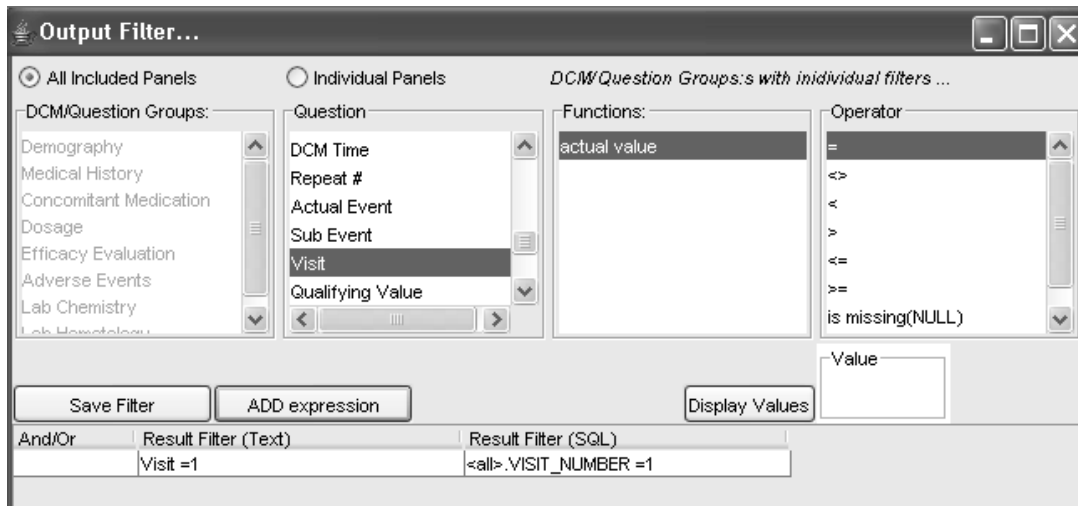 Output Filter...
All Included Panels
Individual Panels
DCM/Question Groups:s with inidividual filters ...
DCM/Question Groups:
Demography
Medical History
Concomitant Medication
Dosage
Efficacy Evaluation
Adverse Events
Lab Chemistry
Lab Hematology
Question
DCM Time
Repeat #
Actual Event
Sub Event
Visit
Qualifying Value
Functions:
actual value
Operator
=
<>
<
>
<=
>=
is missing(NULL)
Value
Save Filter
ADD expression
Display Values
And/Or Result Filter (Text) Result Filter (SQL)
Visit =1 <all>.VISIT_NUMBER =1